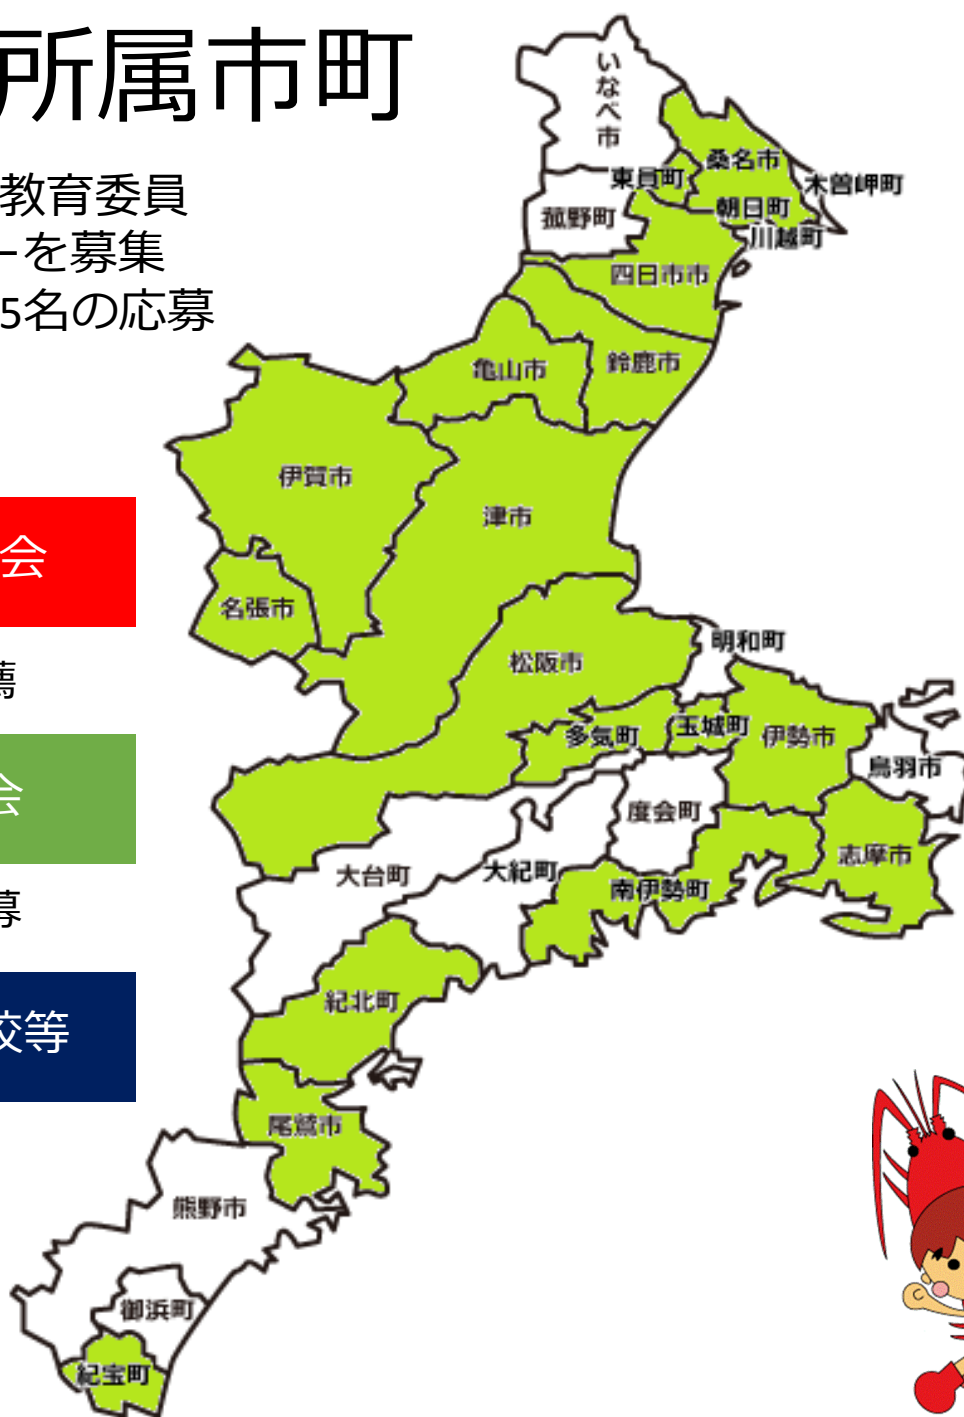 所属市町
教育委員
ーを募集
5名の応募
会
薦
会
募
校等
いなべ市
桑名市
東員町
木曽岬町
朝日町
菰野町
川越町
四日市市
鈴鹿市
亀山市
伊賀市
津市
名張市
明和町
松阪市
玉城町
多気町
伊勢市
鳥羽市
度会町
志摩市
大紀町
大台町
南伊勢町
紀北町
尾鷲市
熊野市
御浜町
紀宝町